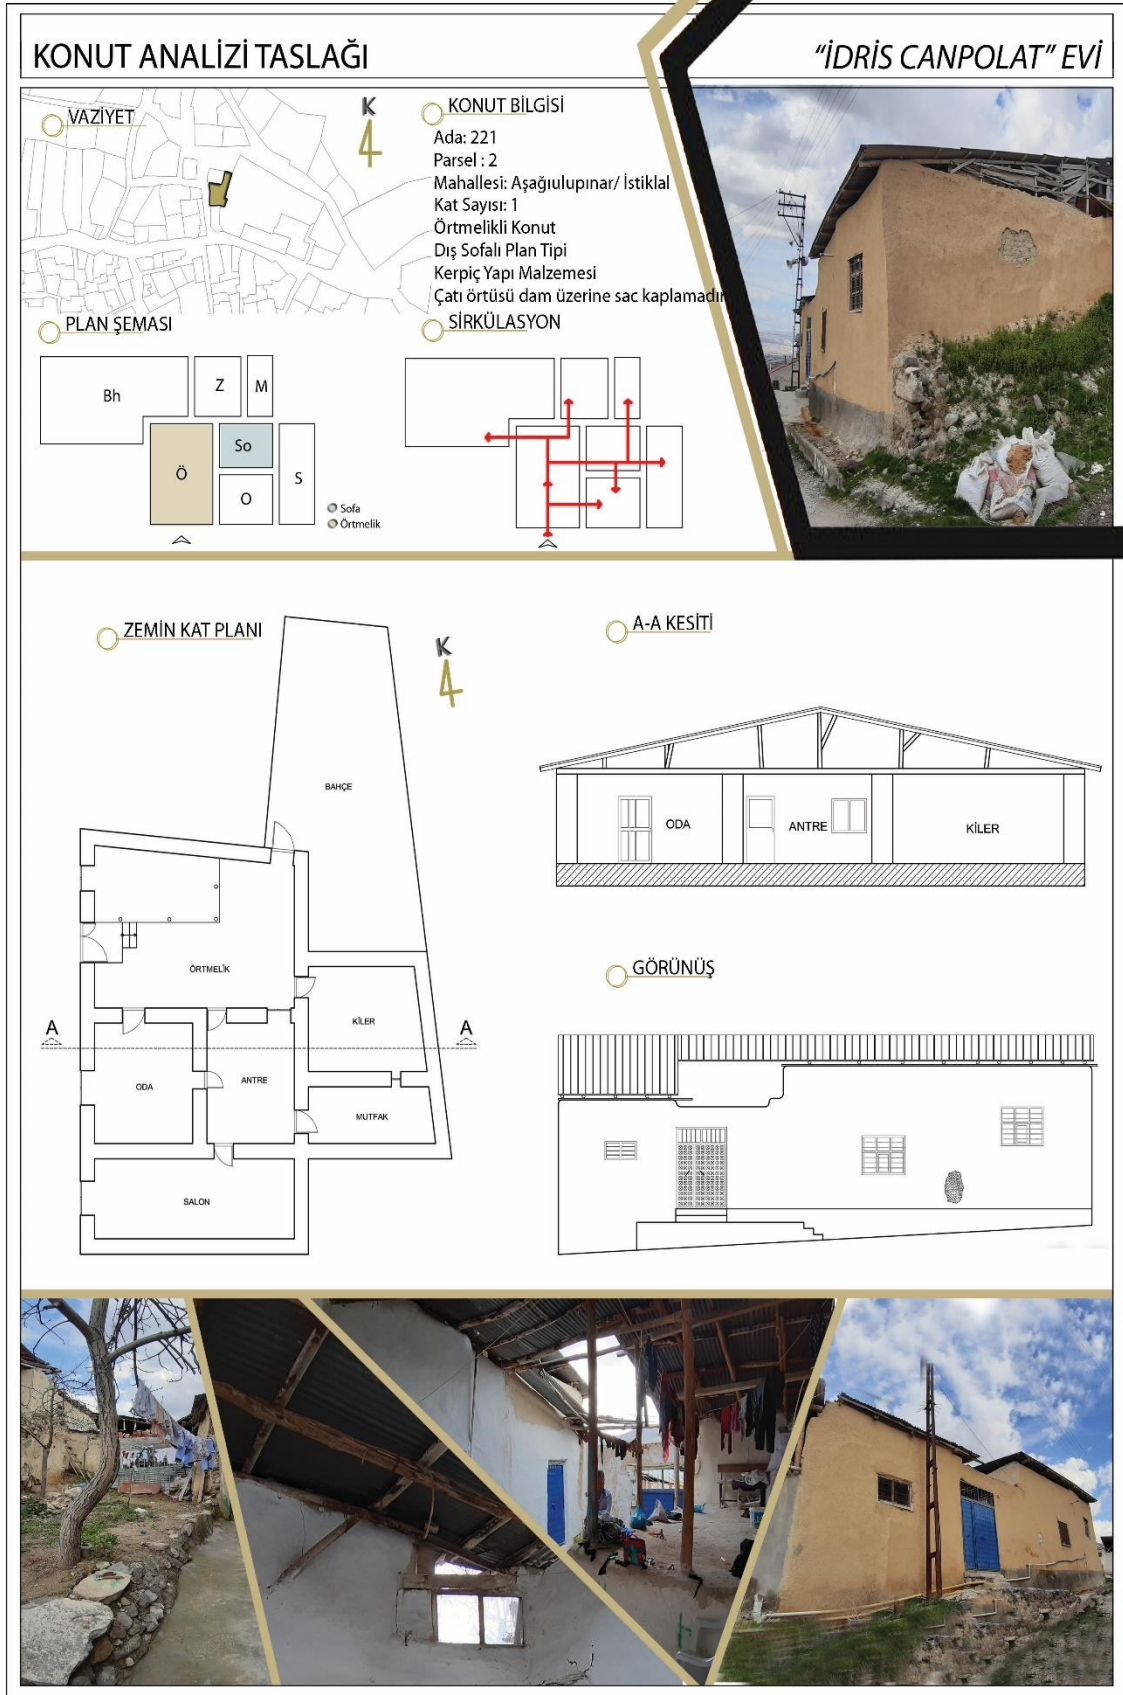 KONUT ANALİZİ TASLAĞI
“İDRİS CANPOLAT” EVİ
VAZİYET
K
KONUT BİLGİSİ
Ada: 221
Parsel : 2
Mahallesi: Aşağıulupınar/ İstiklal
Kat Sayısı: 1
Örtmelikli Konut
Dış Sofalı Plan Tipi
Kerpiç Yapı Malzemesi
Çatı örtüsü dam üzerine sac kaplamadır
PLAN ŞEMASI
Bh
Z
M
Ö
So
O
S
Sofa
Örtmelik
SİRKÜLASYON
ZEMİN KAT PLANI
K
BAHÇE
ÖRTMELİK
KİLER
A
A
ODA
ANTRE
MUTFAK
SALON
A-A KESİTİ
ODA
ANTRE
KİLER
GÖRÜNÜŞ